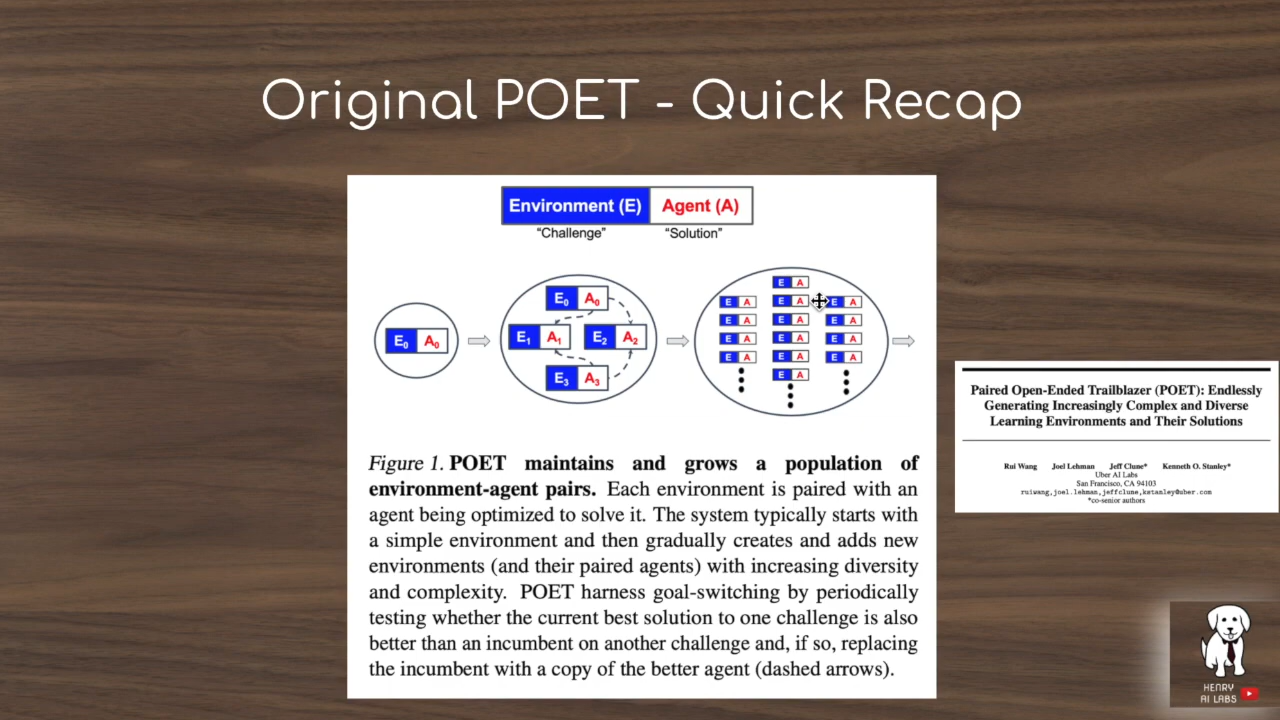 Original POET - Quick Recap
Environment (E) Agent (A)
“Challenge” “Solution”
E0 A0
E0 A0
E1 A1 E2 A2
E3 A3
E A
E A E A E A
E A E A E A
E A E A E A
E A E A E A
E A
Figure 1. POET maintains and grows a population of
environment-agent pairs. Each environment is paired with an
agent being optimized to solve it. The system typically starts with
a simple environment and then gradually creates and adds new
environments (and their paired agents) with increasing diversity
and complexity. POET harness goal-switching by periodically
testing whether the current best solution to one challenge is also
better than an incumbent on another challenge and, if so, replacing
the incumbent with a copy of the better agent (dashed arrows).
Paired Open-Ended Trailblazer (POET): Endlessly
Generating Increasingly Complex and Diverse
Learning Environments and Their Solutions
Rui Wang Joel Lehman Jeff Clune* Kenneth O. Stanley*
Uber AI Labs
San Francisco, CA 94103
ruiwang,joel.lehman,jeffclune,kstanley@uber.com
*co-senior authors
HENRY
AI LABS